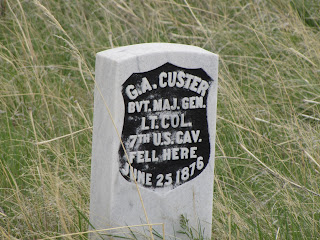 G.A. CUSTER
BVT. MAJ. GEN.
LT. COL.
7TH U.S. CAV.
FELL HERE
JUNE 25 1876